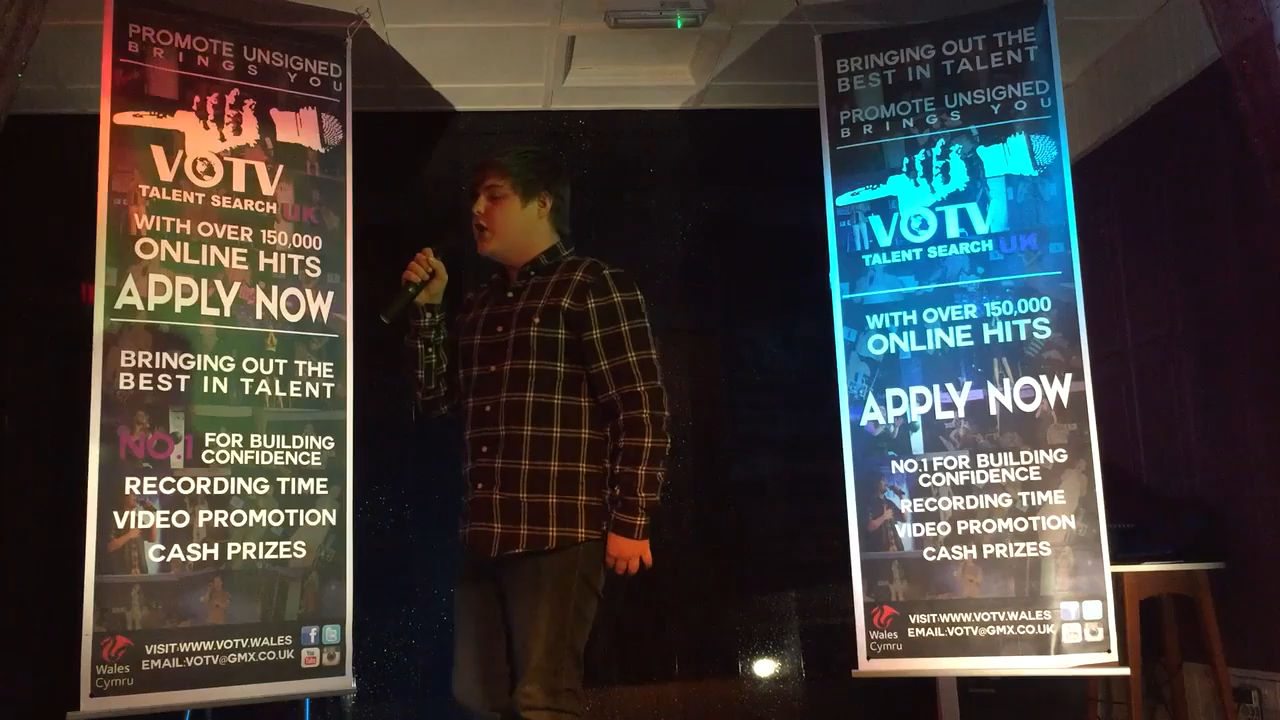 PROMOTE UNSIGNED
BRINGS YOU
VOTV
TALENT SEARCH UK
WITH OVER 150,000
ONLINE HITS
APPLY NOW
BRINGING OUT THE
BEST IN TALENT
NO.1 FOR BUILDING
CONFIDENCE
RECORDING TIME
VIDEO PROMOTION
CASH PRIZES
VISIT:WWW.VOTV.WALES
EMAIL:VOTV@GMX.CO.UK
Wales
Cymru
BRINGING OUT THE
BEST IN TALENT
PROMOTE UNSIGNED
BRINGS YOU
VOTV
TALENT SEARCH UK
WITH OVER 150,000
ONLINE HITS
APPLY NOW
NO.1 FOR BUILDING
CONFIDENCE
RECORDING TIME
VIDEO PROMOTION
CASH PRIZES
VISIT:WWW.VOTV.WALES
EMAIL:VOTV@GMX.CO.UK
Wales
Cymru